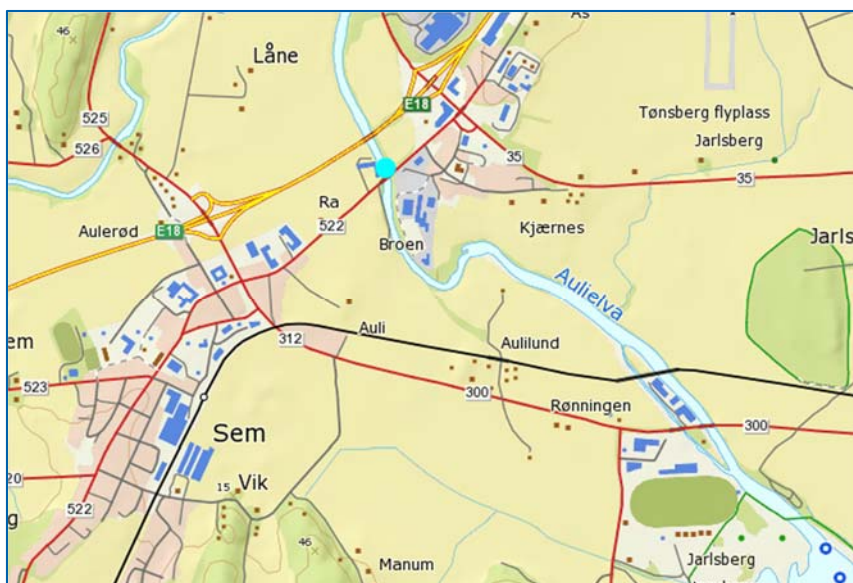 46
Låne
Ås
E18
525
526
Tønsberg flyplass
Jarlsberg
35
35
Ra
522
Aulerød
E18
Broen
Kjærnes
Jarls
Aulielva
Auli
312
Aulilund
em
523
300
Rønningen
300
Sem
20
15
Vik
522
g
46
Manum
Jarlsberg